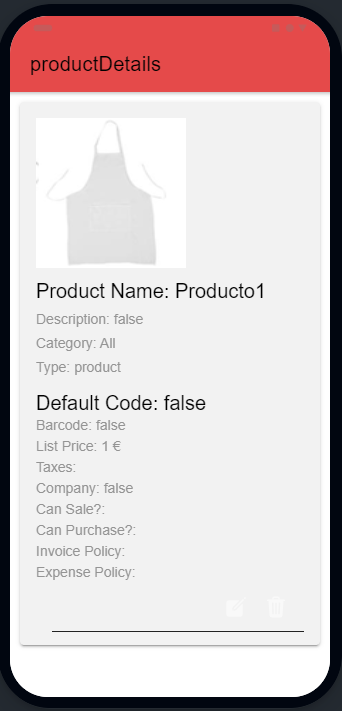 productDetails
Product Name: Producto1
Description: false
Category: All
Type: product
Default Code: false
Barcode: false
List Price: 1 €
Taxes:
Company: false
Can Sale?:
Can Purchase?:
Invoice Policy:
Expense Policy: